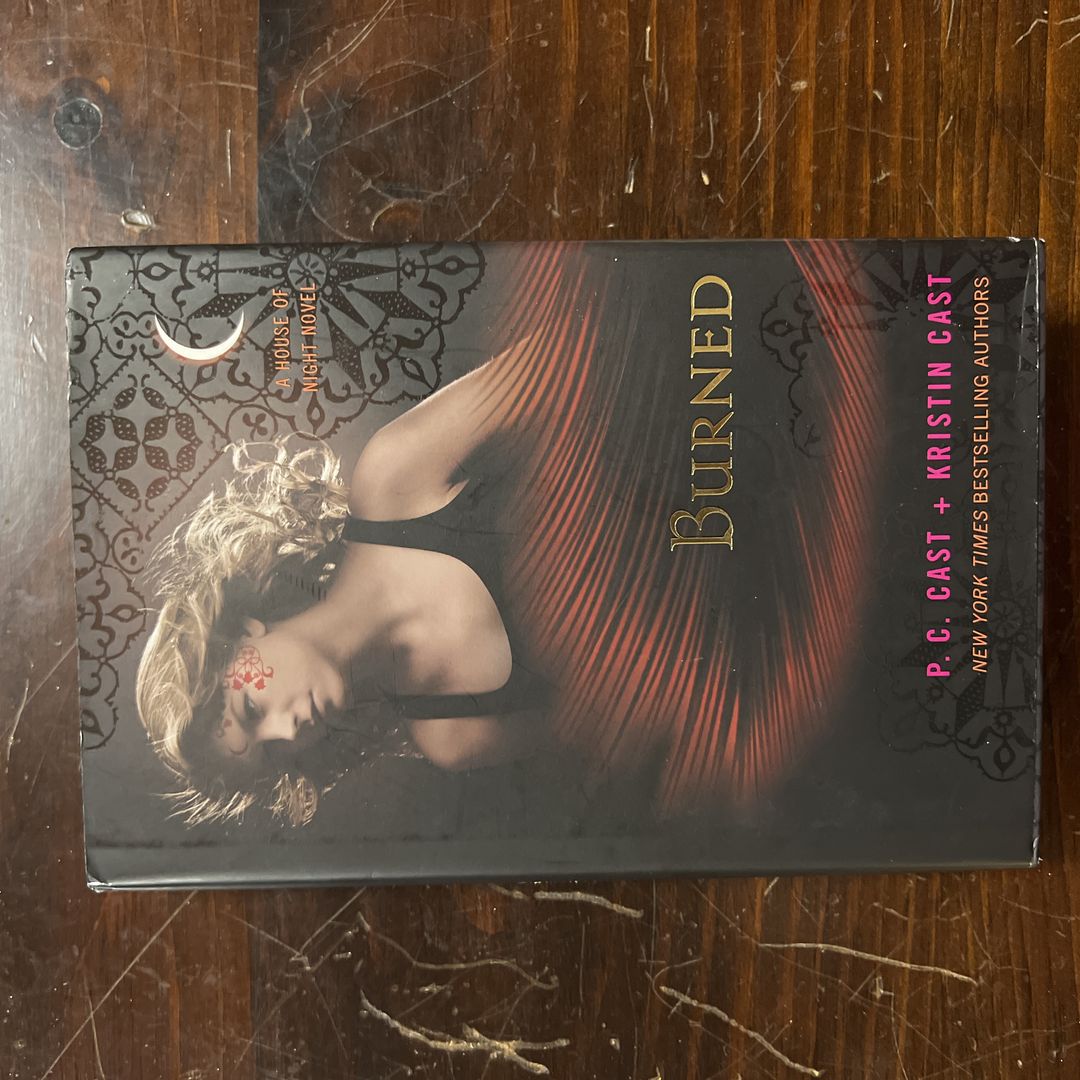 A HOUSE OF
NIGHT NOVEL
BURNED
P. C. CAST + KRISTIN CAST
NEW YORK TIMES BESTSELLING AUTHORS